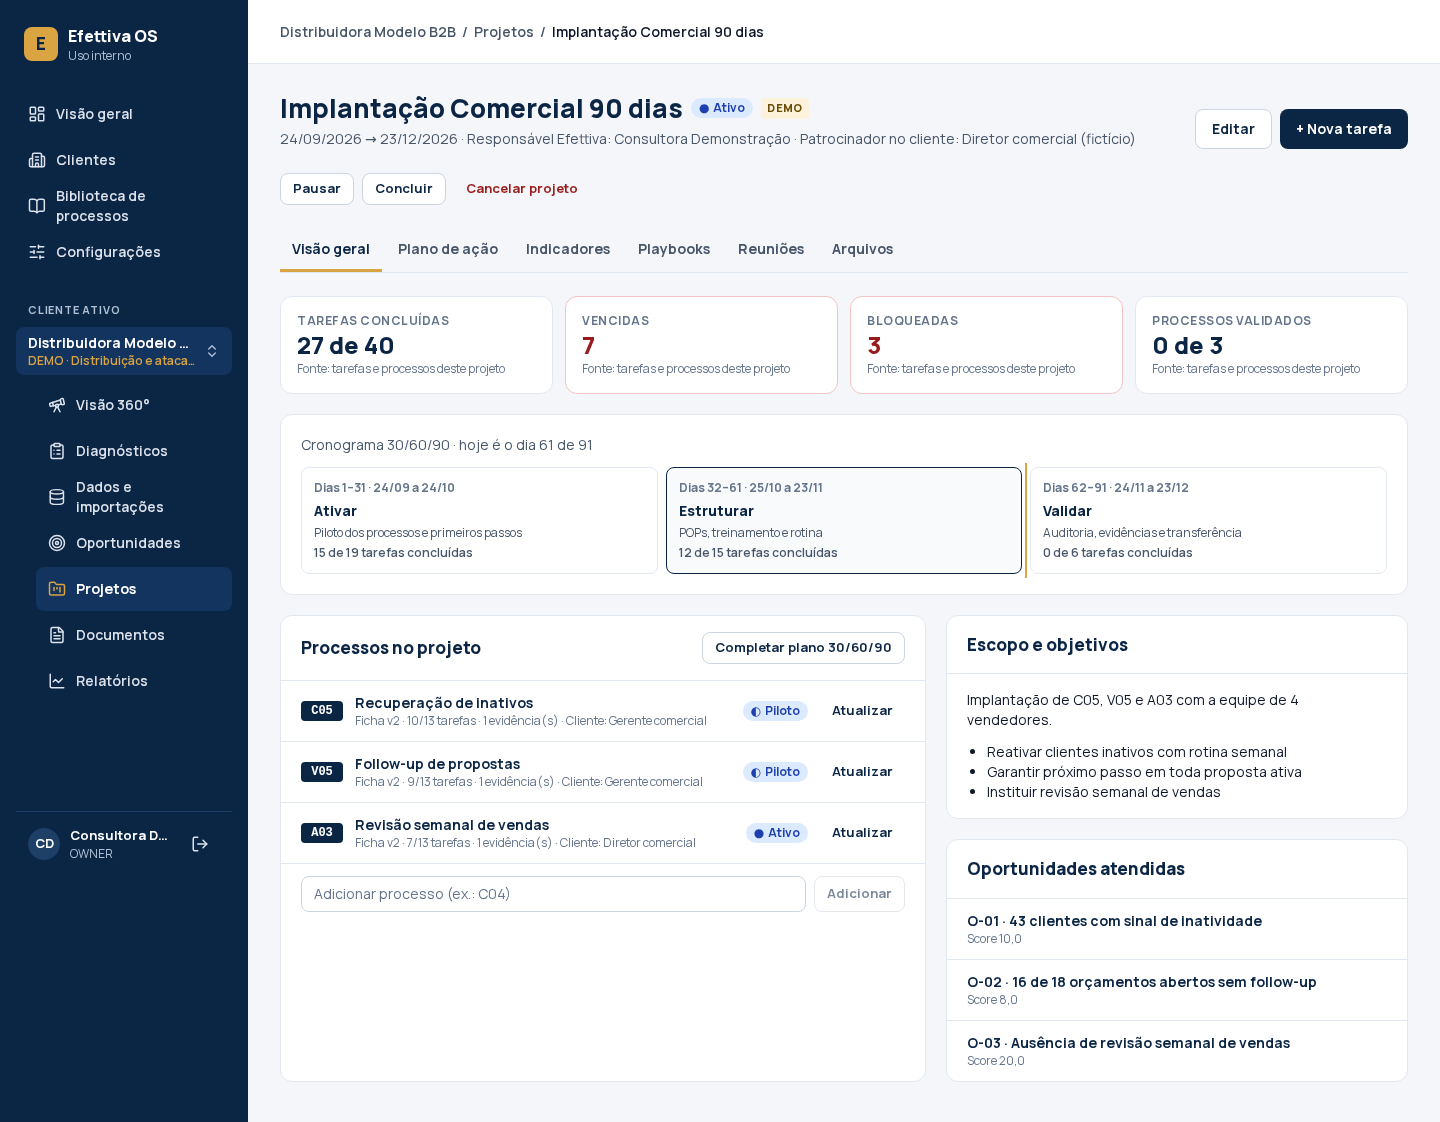 E
Efettiva OS
Uso interno
Visão geral
Clientes
Biblioteca de
processos
Configurações
CLIENTE ATIVO
Distribuidora Modelo ...
DEMO · Distribuição e ataca...
Visão 360°
Diagnósticos
Dados e
importações
Oportunidades
Projetos
Documentos
Relatórios
CD
Consultora D...
OWNER
Distribuidora Modelo B2B / Projetos / Implantação Comercial 90 dias
Implantação Comercial 90 dias ● Ativo DEMO
24/09/2026 → 23/12/2026 · Responsável Efettiva: Consultora Demonstração · Patrocinador no cliente: Diretor comercial (fictício)
Editar
+ Nova tarefa
Pausar
Concluir
Cancelar projeto
Visão geral
Plano de ação
Indicadores
Playbooks
Reuniões
Arquivos
TAREFAS CONCLUÍDAS
27 de 40
Fonte: tarefas e processos deste projeto
VENCIDAS
7
Fonte: tarefas e processos deste projeto
BLOQUEADAS
3
Fonte: tarefas e processos deste projeto
PROCESSOS VALIDADOS
0 de 3
Fonte: tarefas e processos deste projeto
Cronograma 30/60/90 · hoje é o dia 61 de 91
Dias 1–31 · 24/09 a 24/10
Ativar
Piloto dos processos e primeiros passos
15 de 19 tarefas concluídas
Dias 32–61 · 25/10 a 23/11
Estruturar
POPs, treinamento e rotina
12 de 15 tarefas concluídas
Dias 62–91 · 24/11 a 23/12
Validar
Auditoria, evidências e transferência
0 de 6 tarefas concluídas
Processos no projeto
Completar plano 30/60/90
C05
Recuperação de inativos
Ficha v2 · 10/13 tarefas · 1 evidência(s) · Cliente: Gerente comercial
◐ Piloto
Atualizar
V05
Follow-up de propostas
Ficha v2 · 9/13 tarefas · 1 evidência(s) · Cliente: Gerente comercial
◐ Piloto
Atualizar
A03
Revisão semanal de vendas
Ficha v2 · 7/13 tarefas · 1 evidência(s) · Cliente: Diretor comercial
● Ativo
Atualizar
Adicionar processo (ex.: C04)
Adicionar
Escopo e objetivos
Implantação de C05, V05 e A03 com a equipe de 4
vendedores.
• Reativar clientes inativos com rotina semanal
• Garantir próximo passo em toda proposta ativa
• Instituir revisão semanal de vendas
Oportunidades atendidas
O-01 · 43 clientes com sinal de inatividade
Score 10,0
O-02 · 16 de 18 orçamentos abertos sem follow-up
Score 8,0
O-03 · Ausência de revisão semanal de vendas
Score 20,0